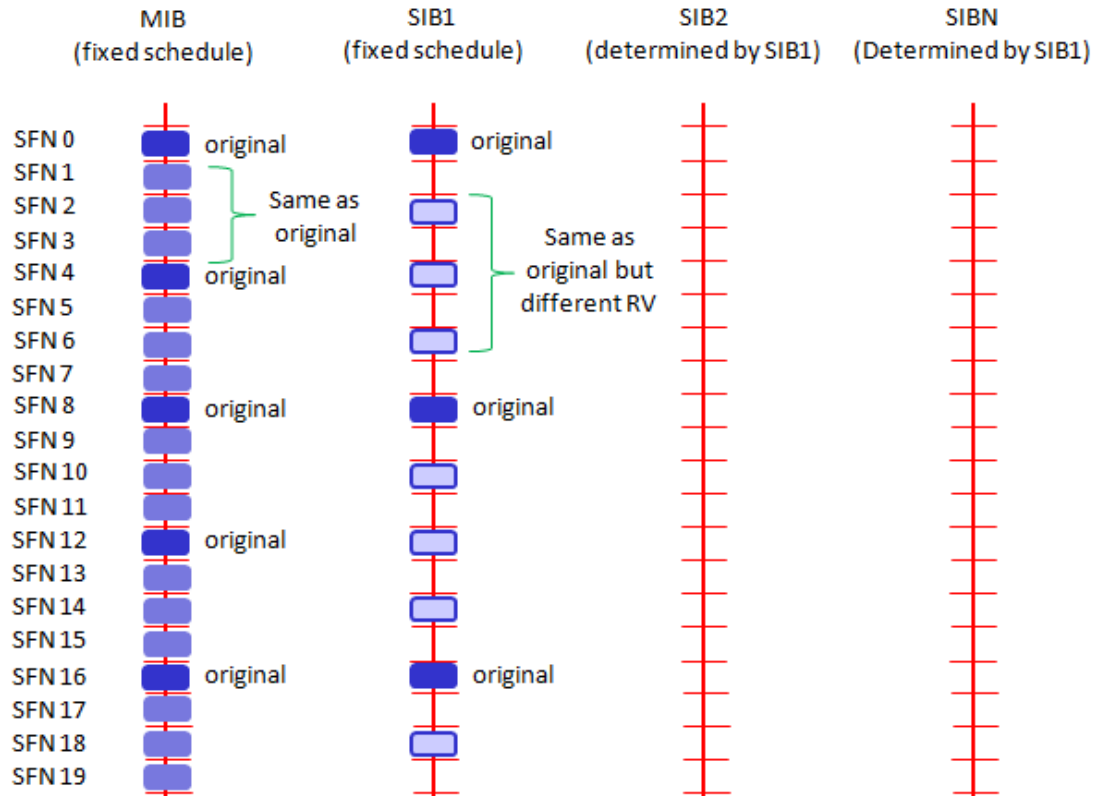 MIB
(fixed schedule)
SIB1
(fixed schedule)
SIB2
(determined by SIB1)
SIBN
(Determined by SIB1)
SFN 0
original
original
SFN 1
SFN 2
SFN 3
Same as
original
Same as
original but
different RV
SFN 4
original
SFN 5
SFN 6
SFN 7
SFN 8
original
original
SFN 9
SFN 10
SFN 11
SFN 12
original
SFN 13
SFN 14
SFN 15
SFN 16
original
original
SFN 17
SFN 18
SFN 19